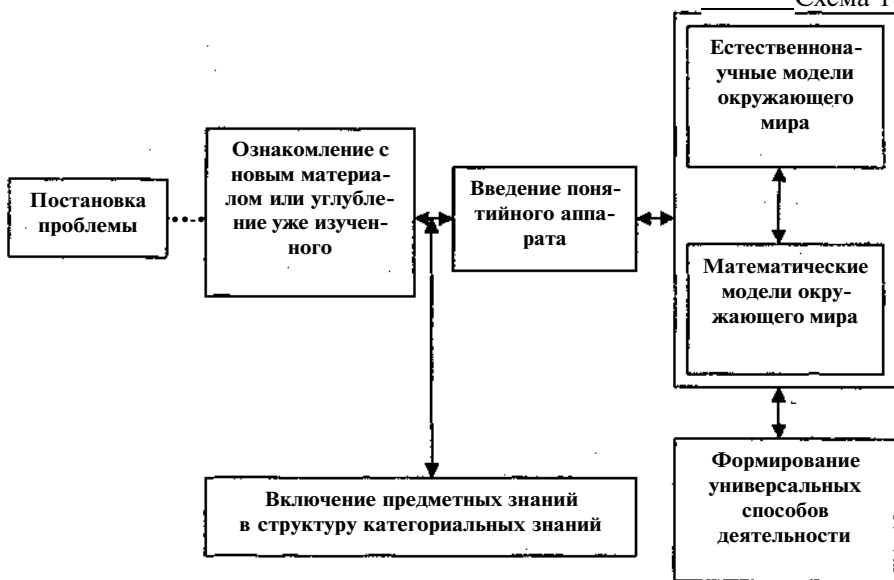 Схема 1
Естественнона-
учные модели
окружающего
мира
Ознакомление с
новым материа-
лом или углубле-
ние уже изучен-
ного
Постановка
проблемы
Введение поня-
тийного аппа-
рата
Математические
модели окру-
жающего мира
Включение предметных знаний
в структуру категориальных знаний
Формирование
универсальных
способов
деятельности